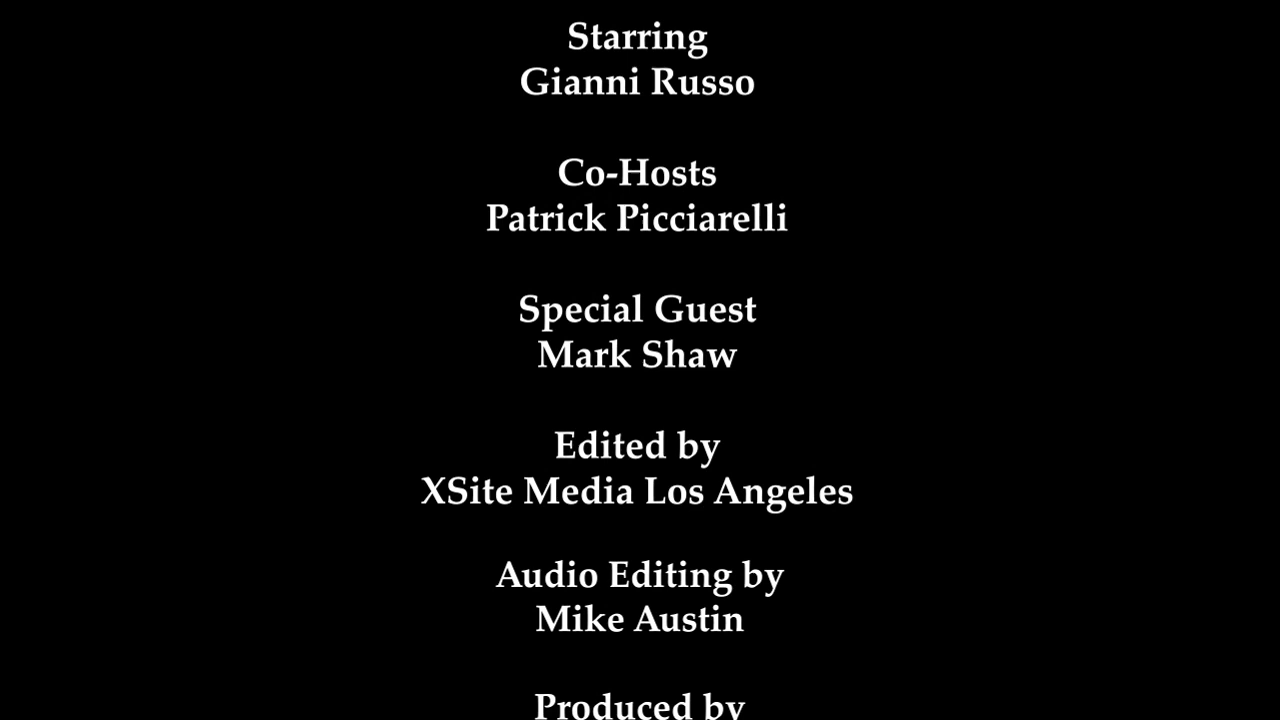 Starring
Gianni Russo
Co-Hosts
Patrick Picciarelli
Special Guest
Mark Shaw
Edited by
XSite Media Los Angeles
Audio Editing by
Mike Austin
Produced by